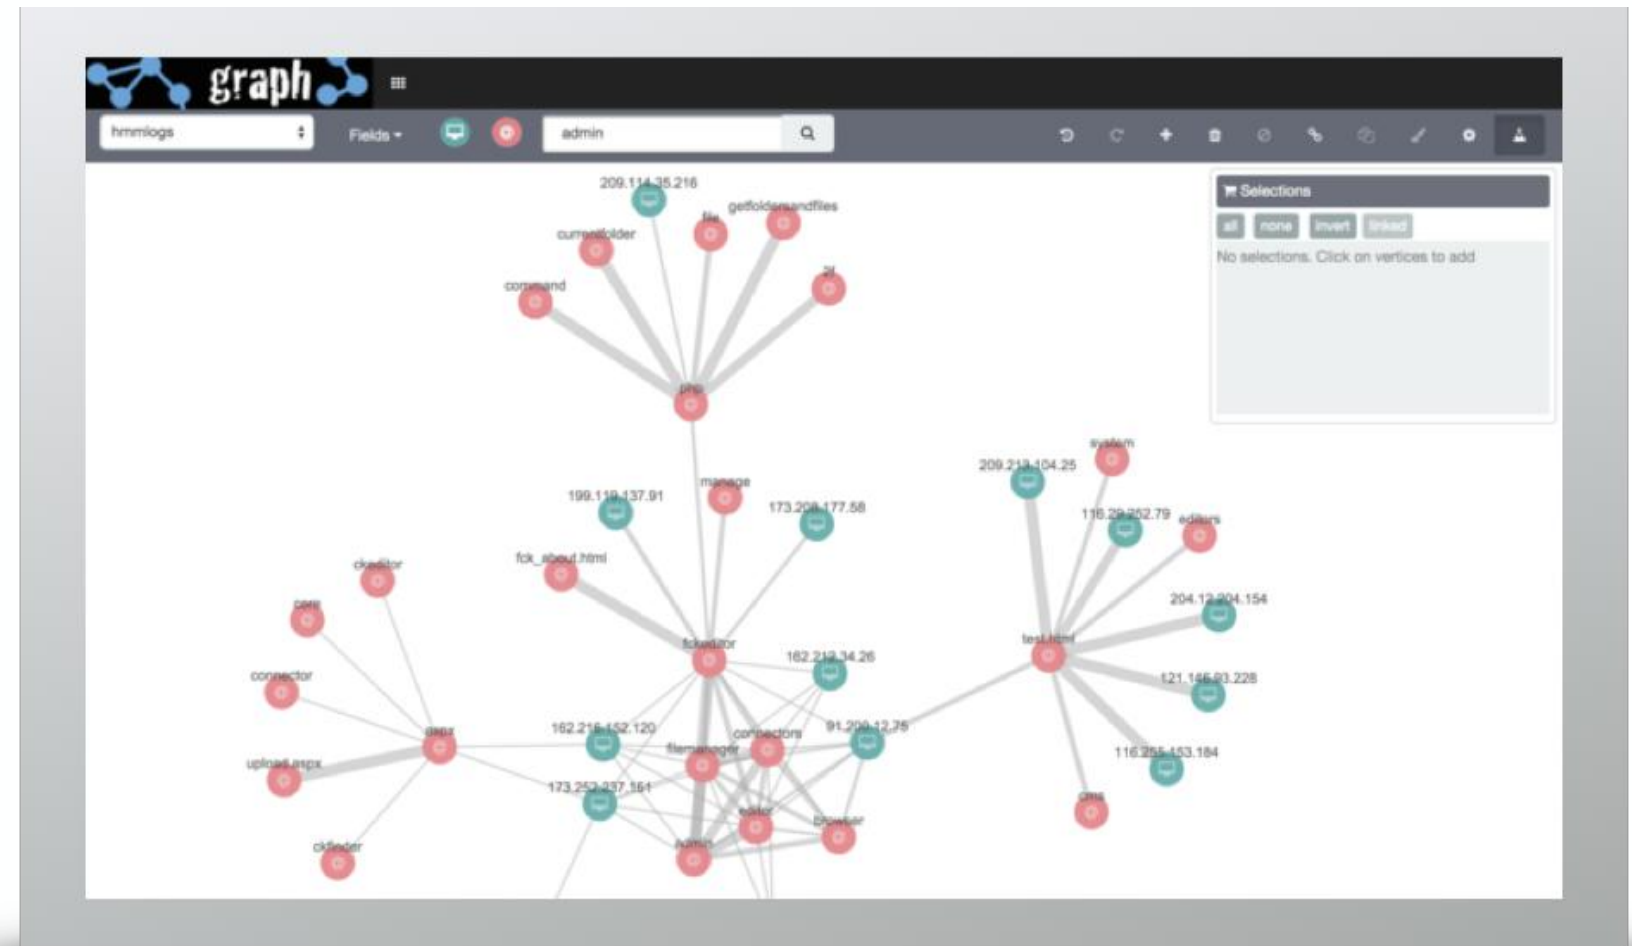 graph
hmmlogs
Fields
admin
Selections
all none invert linked
No selections. Click on vertices to add
209.114.35.216
getfoldersandfiles
file
currentfolder
command
php
system
209.213.104.25
manage
199.119.137.91
173.208.177.58
116.29.252.79
editors
fck_about.html
ckeditor
204.12.204.154
test.html
fckeditor
162.212.34.26
connector
121.146.93.228
162.216.152.120
91.200.12.75
aspx
connectors
filemanager
116.255.153.184
upload.aspx
173.252.237.161
cms
editor
browser
admin
ckfinder